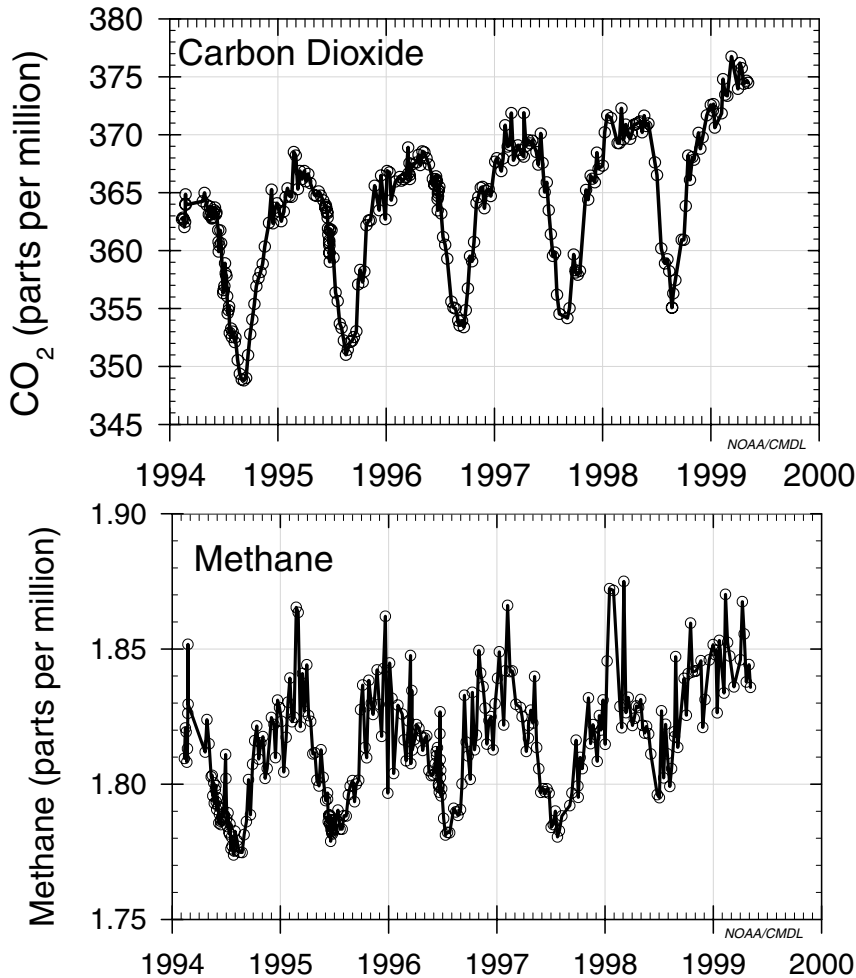 380
Carbon Dioxide
375
370
365
360
355
350
345
CO2 (parts per million)
NOAA/CMDL
1994 1995 1996 1997 1998 1999 2000
1.90
Methane
1.85
1.80
1.75
Methane (parts per million)
NOAA/CMDL
1994 1995 1996 1997 1998 1999 2000